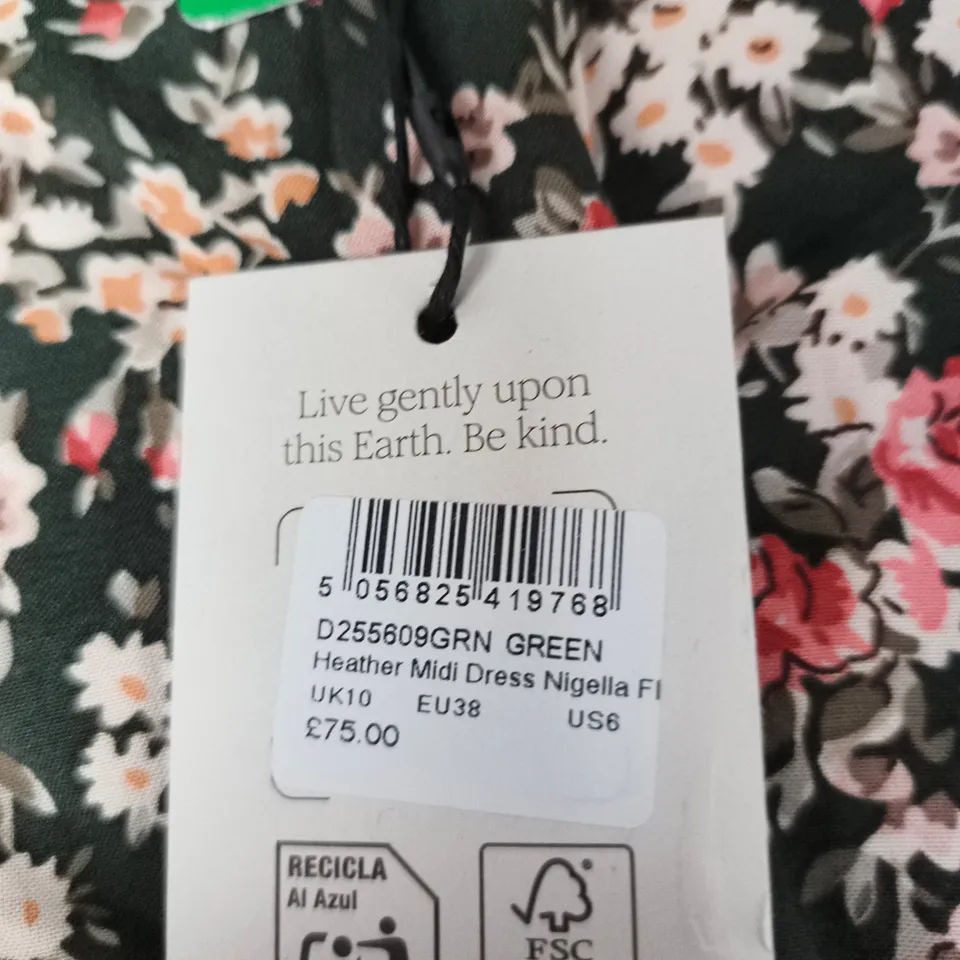 Live gently upon
this Earth. Be kind.
5 056825 419768
D255609GRN GREEN
Heather Midi Dress Nigella Fl
UK10 EU38 US6
£75.00
RECICLA
Al Azul
FSC